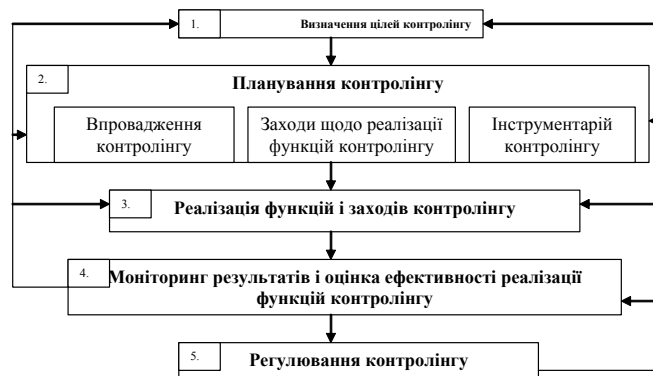 1.
Визначення цілей контролінгу
2.
Планування контролінгу
Впровадження
контролінгу
Заходи щодо реалізації
функцій контролінгу
Інструментарій
контролінгу
3.
Реалізація функцій і заходів контролінгу
4.
Моніторинг результатів і оцінка ефективності реалізації
функцій контролінгу
5.
Регулювання контролінгу